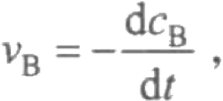 v_B = - dc_B/dt ,